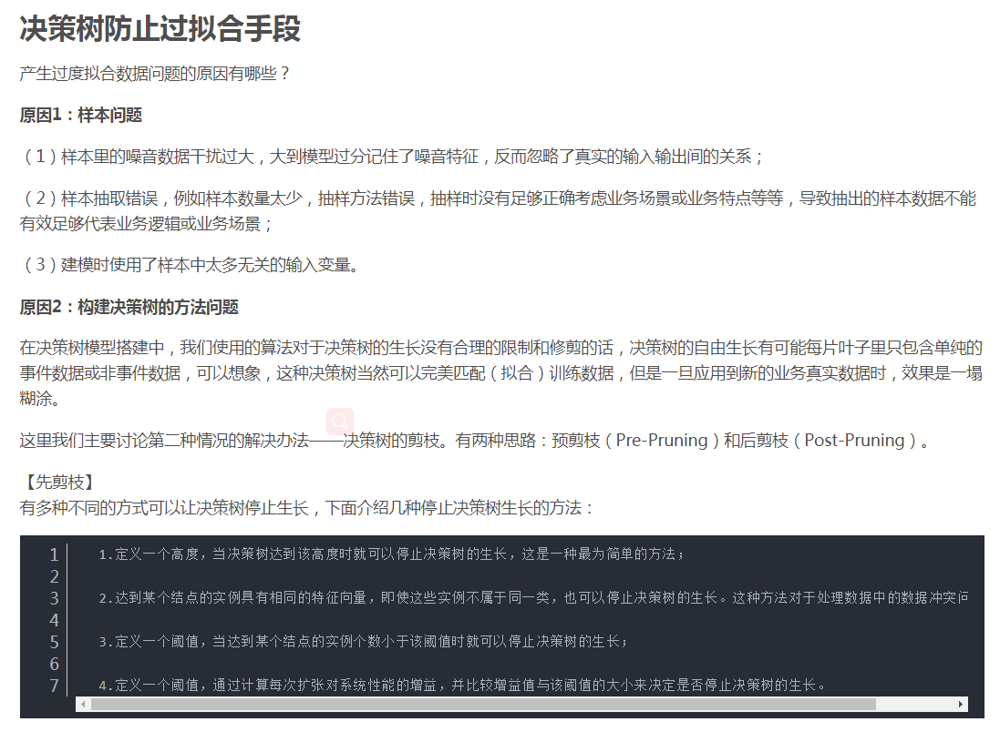 决策树防止过拟合手段
产生过度拟合数据问题的原因有哪些？
原因1：样本问题
（1）样本里的噪音数据干扰过大，大到模型过分记住了噪音特征，反而忽略了真实的输入输出间的关系；
（2）样本抽取错误，例如样本数量太少，抽样方法错误，抽样时没有足够正确考虑业务场景或业务特点等等，导致抽出的样本数据不能
有效足够代表业务逻辑或业务场景；
（3）建模时使用了样本中太多无关的输入变量。
原因2：构建决策树的方法问题
在决策树模型搭建中，我们使用的算法对于决策树的生长没有合理的限制和修剪的话，决策树的自由生长有可能每片叶子里只包含单纯的
事件数据或非事件数据，可以想象，这种决策树当然可以完美匹配（拟合）训练数据，但是一旦应用到新的业务真实数据时，效果是一塌
糊涂。
这里我们主要讨论第二种情况的解决办法——决策树的剪枝。有两种思路：预剪枝（Pre-Pruning）和后剪枝（Post-Pruning）。
【先剪枝】
有多种不同的方式可以让决策树停止生长，下面介绍几种停止决策树生长的方法：
1 1.定义一个高度，当决策树达到该高度时就可以停止决策树的生长，这是一种最为简单的方法；
2
3 2.达到某个结点的实例具有相同的特征向量，即使这些实例不属于同一类，也可以停止决策树的生长。这种方法对于处理数据中的数据冲突问
4
5 3.定义一个阈值，当达到某个结点的实例个数小于该阈值时就可以停止决策树的生长；
6
7 4.定义一个阈值，通过计算每次扩张对系统性能的增益，并比较增益值与该阈值的大小来决定是否停止决策树的生长。